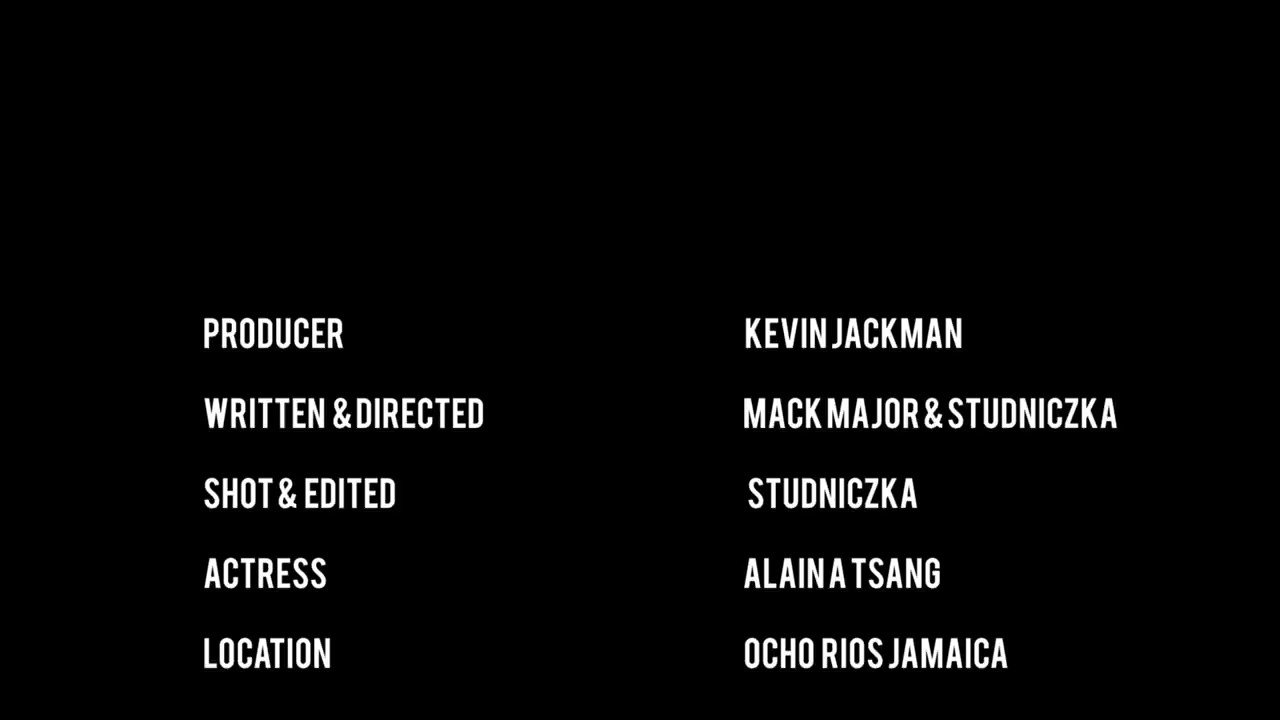 PRODUCER KEVIN JACKMAN
WRITTEN & DIRECTED MACK MAJOR & STUDNICZKA
SHOT & EDITED STUDNICZKA
ACTRESS ALAINA TSANG
LOCATION OCHO RIOS JAMAICA